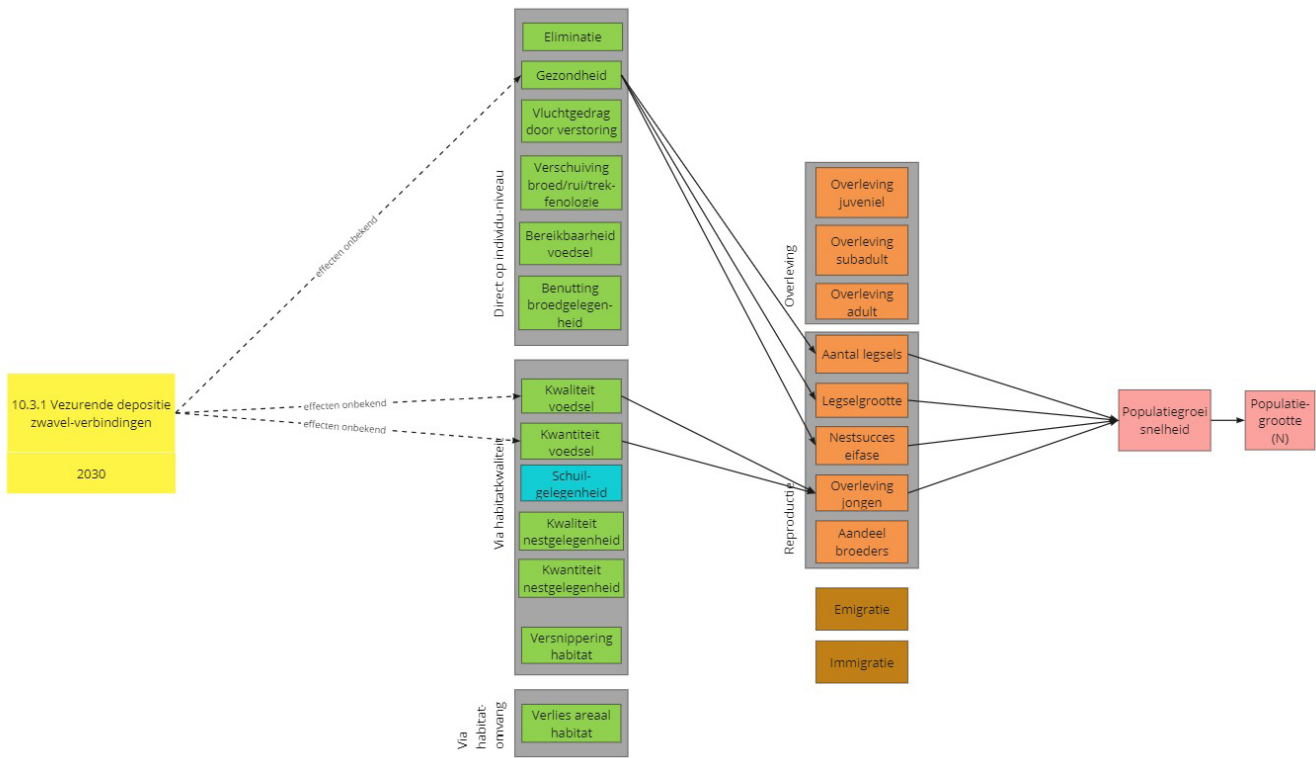 10.3.1 Vezurende depositie
zwavel-verbindingen
2030
effecten onbekend
effecten onbekend
effecten onbekend
Direct op individu-niveau
Eliminatie
Gezondheid
Vluchtgedrag
door verstoring
Verschuiving
broed/rui/trek-
fenologie
Bereikbaarheid
voedsel
Benutting
broedgelegen-
heid
Via habitatkwaliteit
Kwaliteit
voedsel
Kwantiteit
voedsel
Schuil-
gelegenheid
Kwaliteit
nestgelegenheid
Kwantiteit
nestgelegenheid
Versnippering
habitat
Via
habitat-
omvang
Verlies areaal
habitat
Overleving
Overleving
juveniel
Overleving
subadult
Overleving
adult
Reproductie
Aantal legsels
Legselgrootte
Nestsucces
eifase
Overleving
jongen
Aandeel
broeders
Emigratie
Immigratie
Populatiegroei
snelheid
Populatie-
grootte
(N)